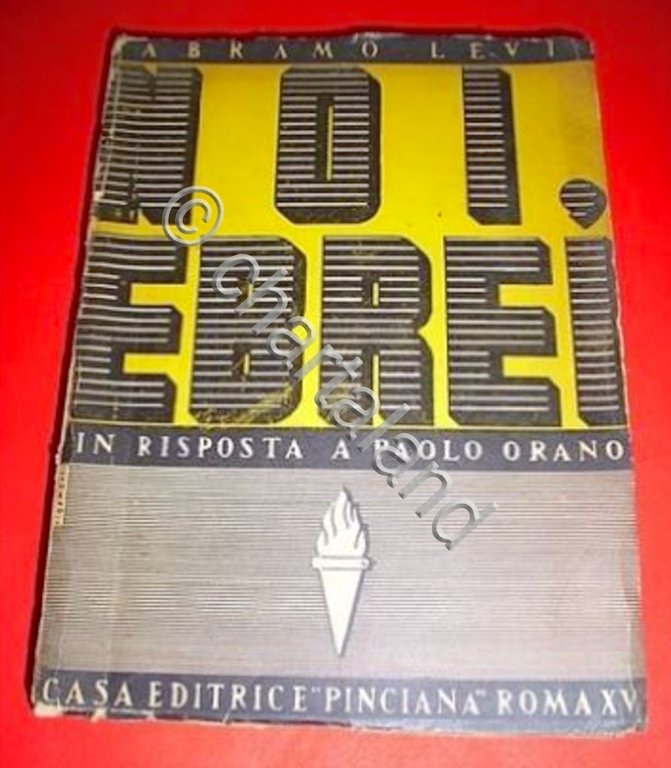 ABRAMO LEVI
NOI,
EBREI
IN RISPOSTA A PAOLO ORANO
CASA EDITRICE "PINCIANA" ROMA XV
© chartaland